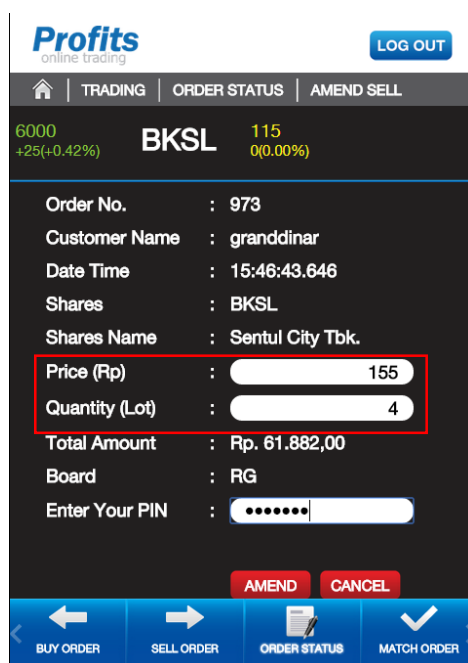 Profits
online trading
LOG OUT
TRADING | ORDER STATUS | AMEND SELL
6000
+25(+0.42%)
BKSL
115
0(0.00%)
Order No. : 973
Customer Name : granddinar
Date Time : 15:46:43.646
Shares : BKSL
Shares Name : Sentul City Tbk.
Price (Rp) : 155
Quantity (Lot) : 4
Total Amount : Rp. 61.882,00
Board : RG
Enter Your PIN : •••••••
AMEND CANCEL
BUY ORDER SELL ORDER ORDER STATUS MATCH ORDER